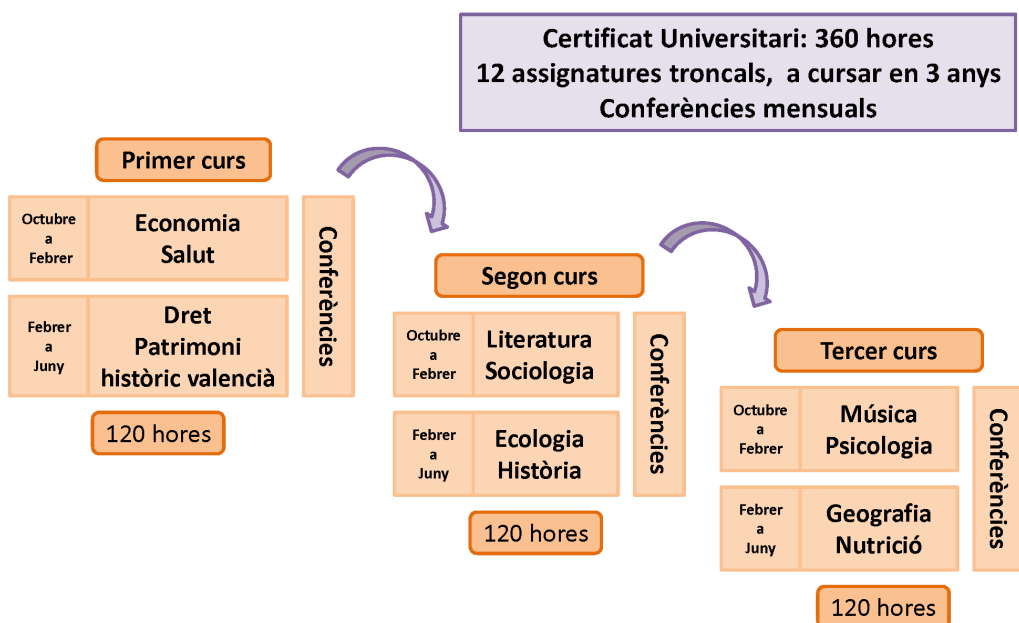 Certificat Universitari: 360 hores
12 assignatures troncals, a cursar en 3 anys
Conferències mensuals
Primer curs
Octubre
a
Febrer
Economia
Salut
Febrer
a
Juny
Dret
Patrimoni
històric valencià
Conferències
120 hores
Segon curs
Octubre
a
Febrer
Literatura
Sociologia
Febrer
a
Juny
Ecologia
Història
Conferències
120 hores
Tercer curs
Octubre
a
Febrer
Música
Psicologia
Febrer
a
Juny
Geografia
Nutrició
Conferències
120 hores